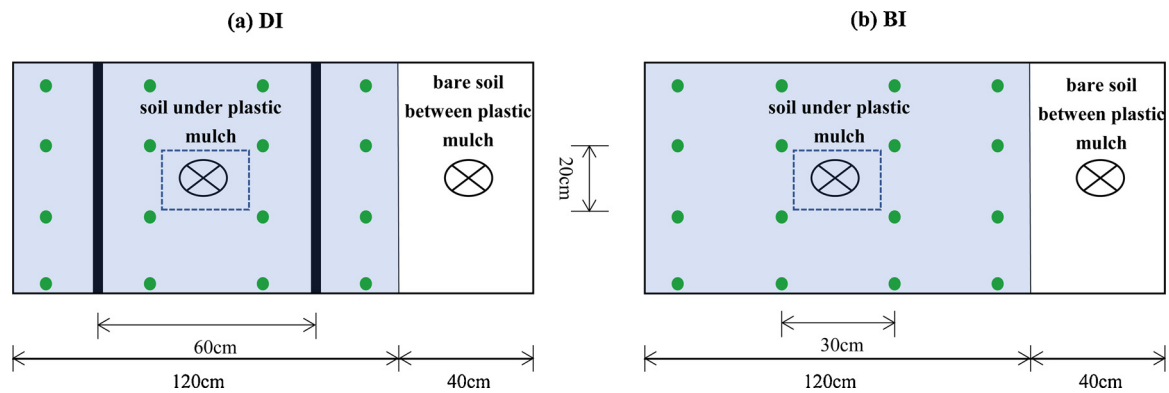 (a) DI
soil under plastic
mulch
bare soil
between plastic
mulch
60cm
120cm
40cm
20cm
(b) BI
soil under plastic
mulch
bare soil
between plastic
mulch
30cm
120cm
40cm